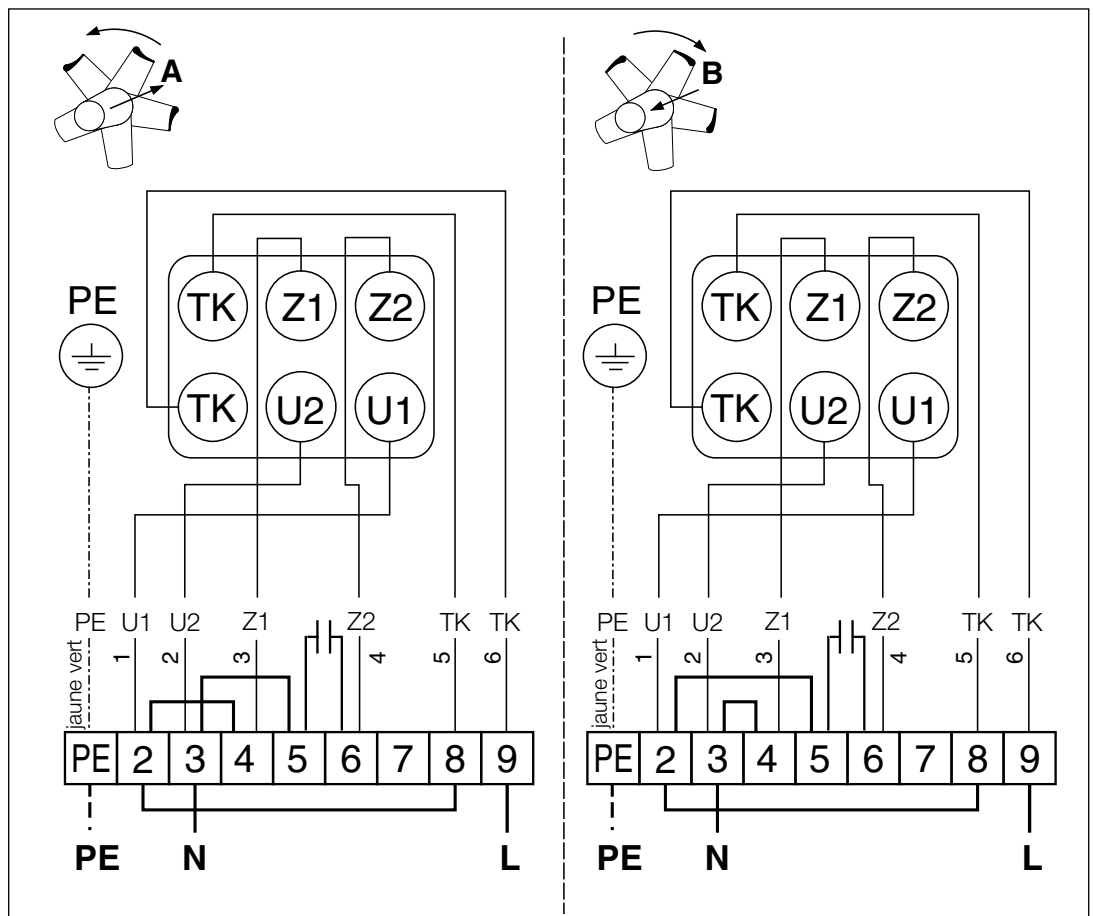 A
PE
TK Z1 Z2
TK U2 U1
PE U1 U2 Z1 Z2 TK TK
jaune vert 1 2 3 4 5 6
PE 2 3 4 5 6 7 8 9
PE N L
B
PE
TK Z1 Z2
TK U2 U1
PE U1 U2 Z1 Z2 TK TK
jaune vert 1 2 3 4 5 6
PE 2 3 4 5 6 7 8 9
PE N L